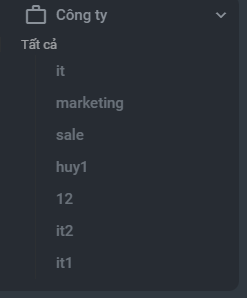 Công ty
Tất cả
it
marketing
sale
huy1
12
it2
it1